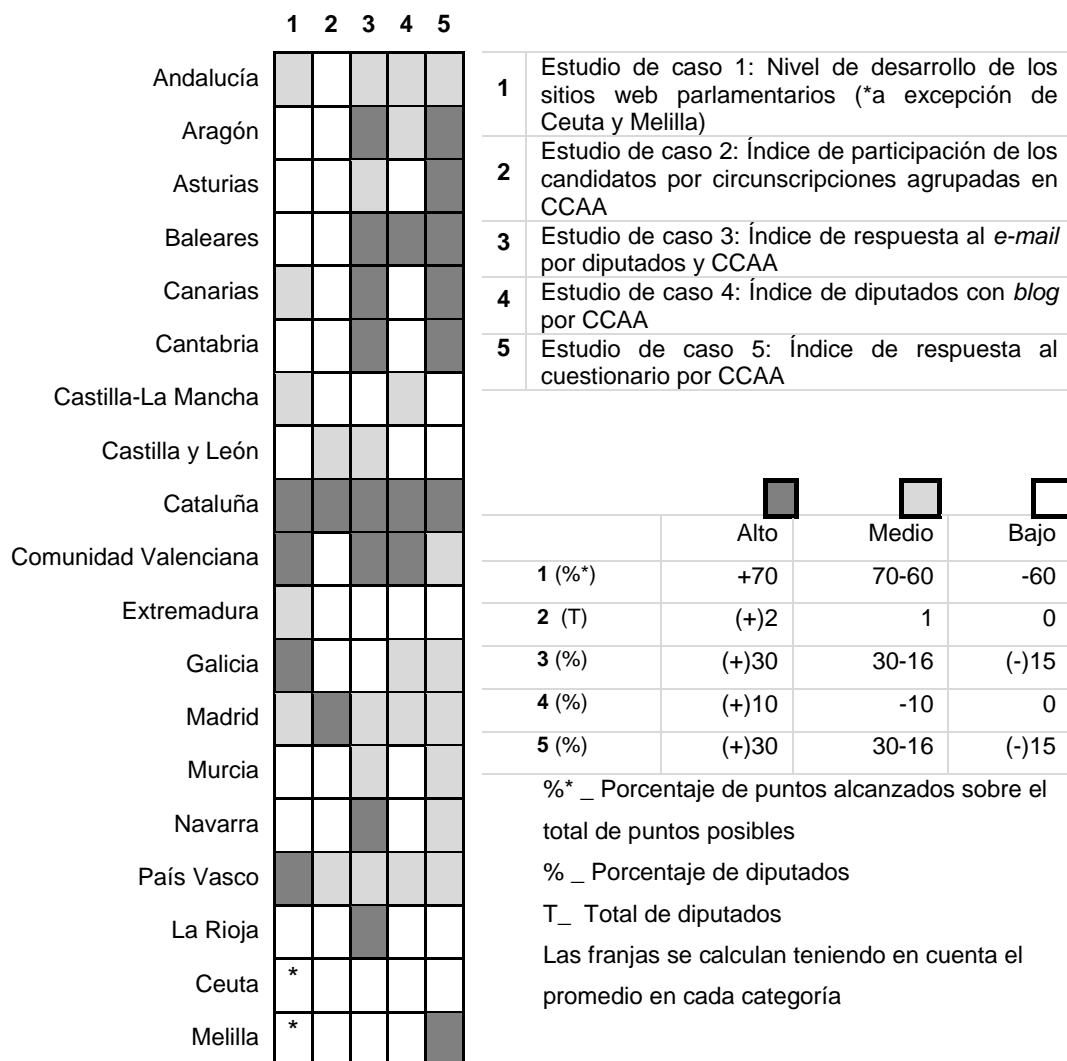 1 2 3 4 5
Andalucía
Aragón
Asturias
Baleares
Canarias
Cantabria
Castilla-La Mancha
Castilla y León
Cataluña
Comunidad Valenciana
Extremadura
Galicia
Madrid
Murcia
Navarra
País Vasco
La Rioja
Ceuta *
Melilla *
1 Estudio de caso 1: Nivel de desarrollo de los
sitios web parlamentarios (*a excepción de
Ceuta y Melilla)
2 Estudio de caso 2: Índice de participación de los
candidatos por circunscripciones agrupadas en
CCAA
3 Estudio de caso 3: Índice de respuesta al e-mail
por diputados y CCAA
4 Estudio de caso 4: Índice de diputados con blog
por CCAA
5 Estudio de caso 5: Índice de respuesta al
cuestionario por CCAA
Alto Medio Bajo
1 (%*) +70 70-60 -60
2 (T) (+)2 1 0
3 (%) (+)30 30-16 (-)15
4 (%) (+)10 -10 0
5 (%) (+)30 30-16 (-)15
%* _ Porcentaje de puntos alcanzados sobre el
total de puntos posibles
% _ Porcentaje de diputados
T_ Total de diputados
Las franjas se calculan teniendo en cuenta el
promedio en cada categoría